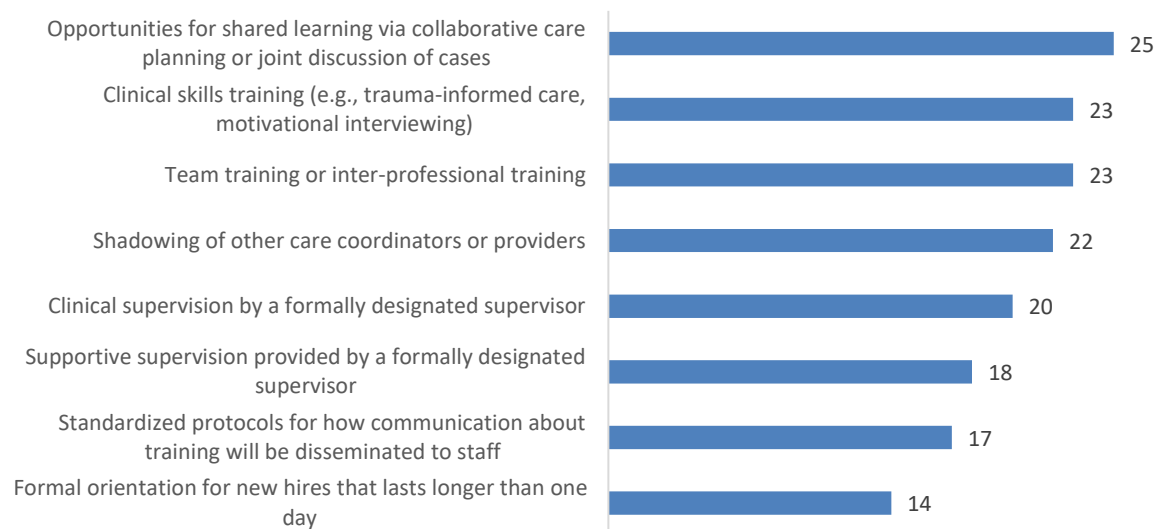 Opportunities for shared learning via collaborative care
planning or joint discussion of cases
25
Clinical skills training (e.g., trauma-informed care,
motivational interviewing)
23
Team training or inter-professional training
23
Shadowing of other care coordinators or providers
22
Clinical supervision by a formally designated supervisor
20
Supportive supervision provided by a formally designated
supervisor
18
Standardized protocols for how communication about
training will be disseminated to staff
17
Formal orientation for new hires that lasts longer than one
day
14